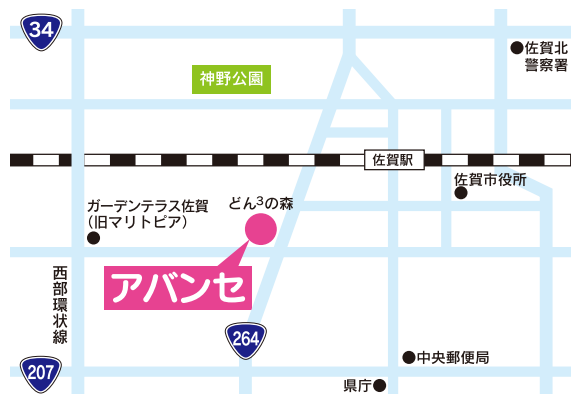 34
佐賀北
警察署
神野公園
佐賀駅
佐賀市役所
ガーデンテラス佐賀
(旧マリトピア)
どん3の森
アバンセ
西部環状線
264
207
中央郵便局
県庁